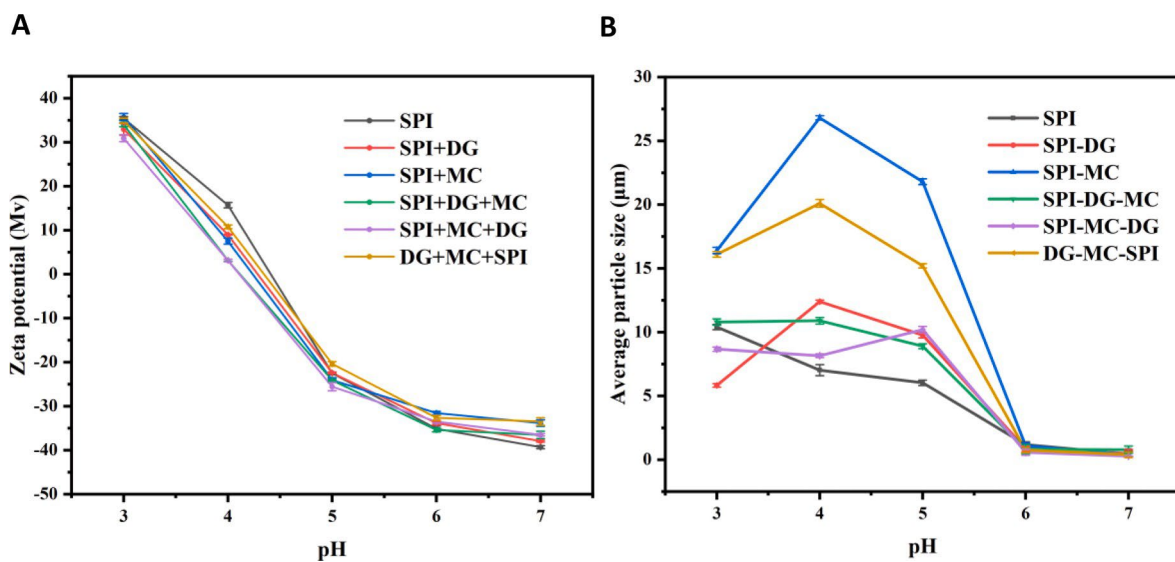 A
Zeta potential (Mv)
40
30
20
10
0
-10
-20
-30
-40
-50
3 4 5 6 7
pH
SPI
SPI+DG
SPI+MC
SPI+DG+MC
SPI+MC+DG
DG+MC+SPI
B
Average particle size (μm)
30
25
20
15
10
5
0
3 4 5 6 7
pH
SPI
SPI-DG
SPI-MC
SPI-DG-MC
SPI-MC-DG
DG-MC-SPI